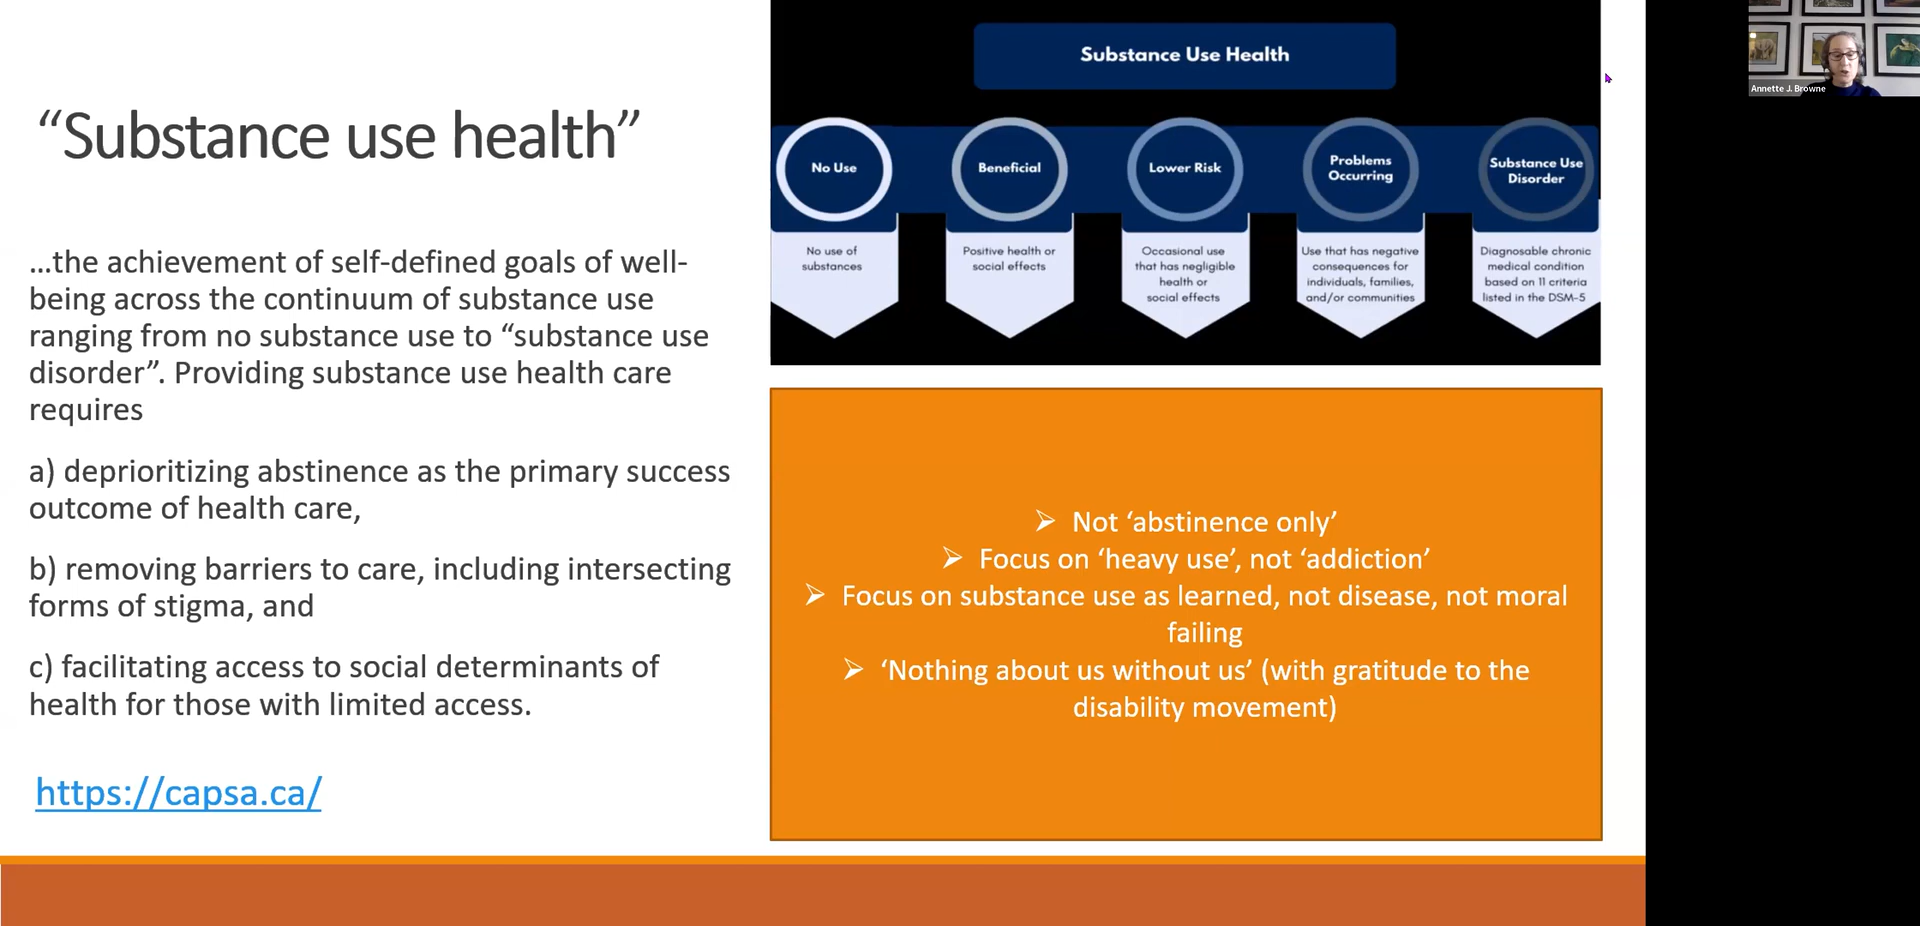 “Substance use health”
...the achievement of self-defined goals of well-
being across the continuum of substance use
ranging from no substance use to “substance use
disorder”. Providing substance use health care
requires
a) deprioritizing abstinence as the primary success
outcome of health care,
b) removing barriers to care, including intersecting
forms of stigma, and
c) facilitating access to social determinants of
health for those with limited access.
https://capsa.ca/
Substance Use Health
No Use
No use of
substances
Beneficial
Positive health or
social effects
Lower Risk
Occasional use
that has negligible
health or
social effects
Problems
Occurring
Use that has negative
consequences for
individuals, families,
and/or communities
Substance Use
Disorder
Diagnosable chronic
medical condition
based on 11 criteria
listed in the DSM-5
➢ Not ‘abstinence only’
➢ Focus on ‘heavy use’, not ‘addiction’
➢ Focus on substance use as learned, not disease, not moral
failing
➢ ‘Nothing about us without us’ (with gratitude to the
disability movement)
Annette J. Browne